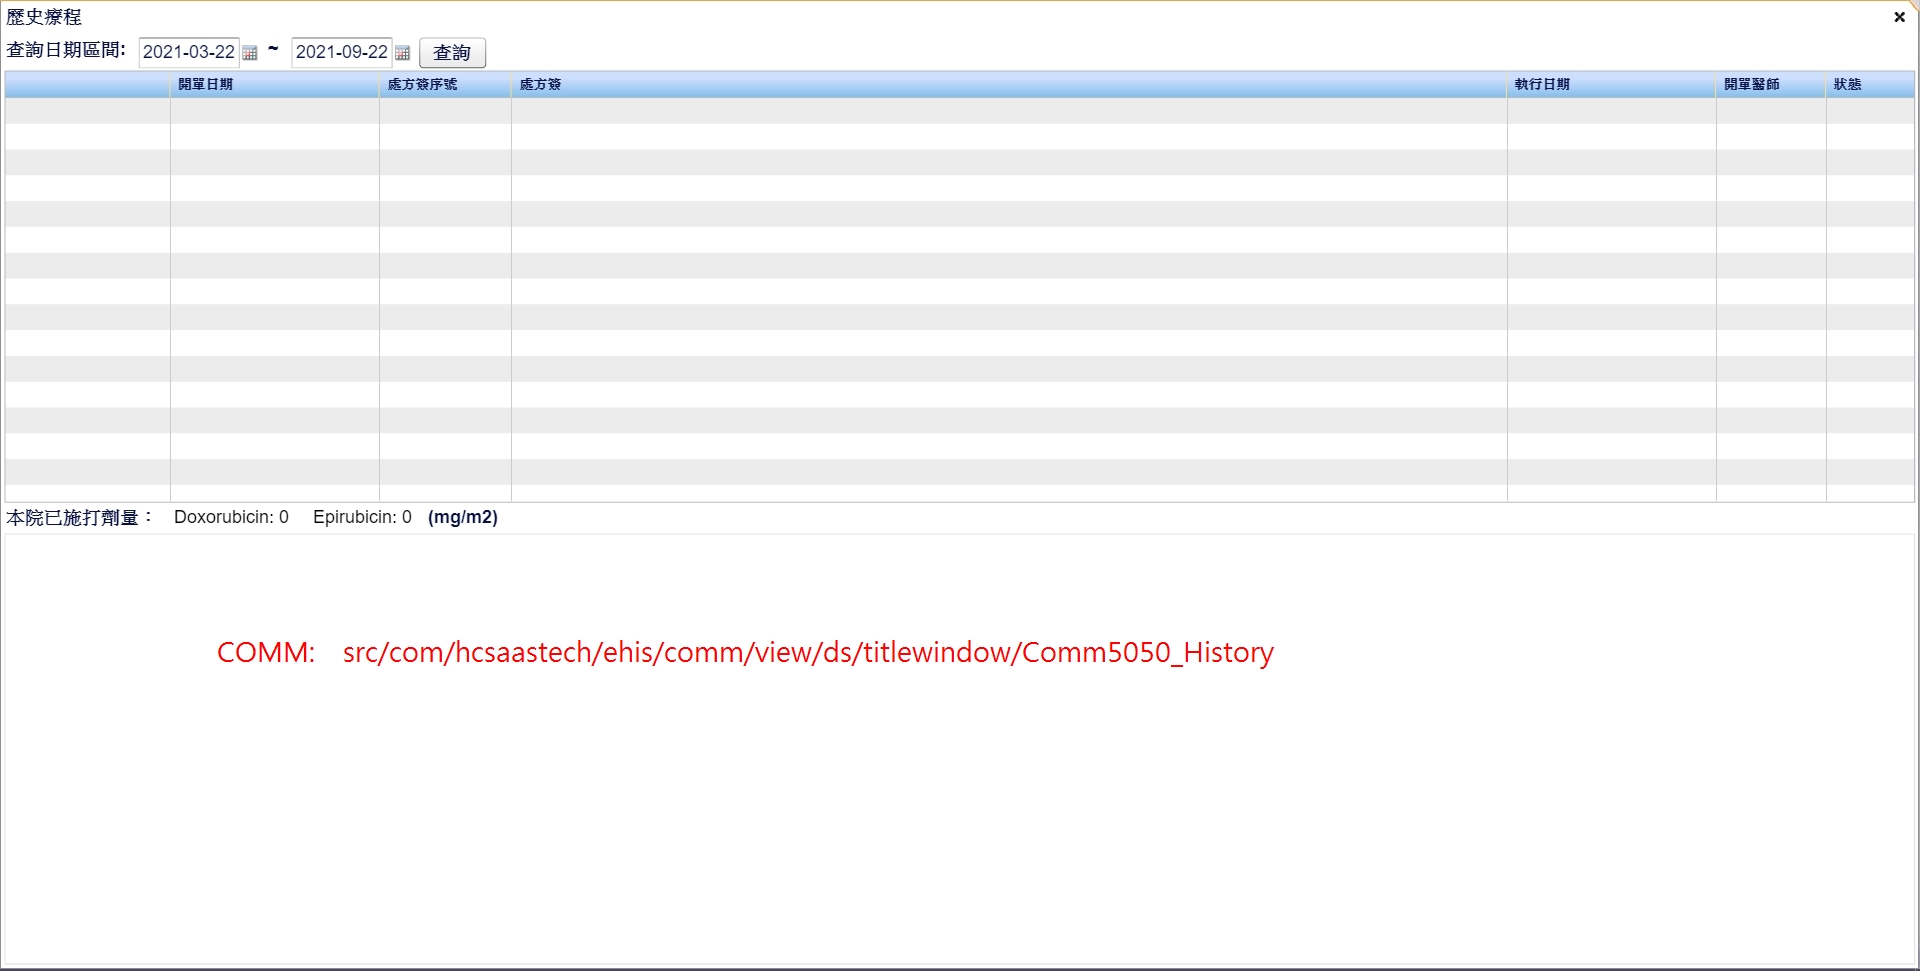 歷史療程
查詢日期區間: 2021-03-22 ~ 2021-09-22 查詢
開單日期 處方簽序號 處方簽 執行日期 開單醫師 狀態
本院已施打劑量： Doxorubicin: 0 Epirubicin: 0 (mg/m2)
COMM: src/com/hcsaastech/ehis/comm/view/ds/titlewindow/Comm5050_History